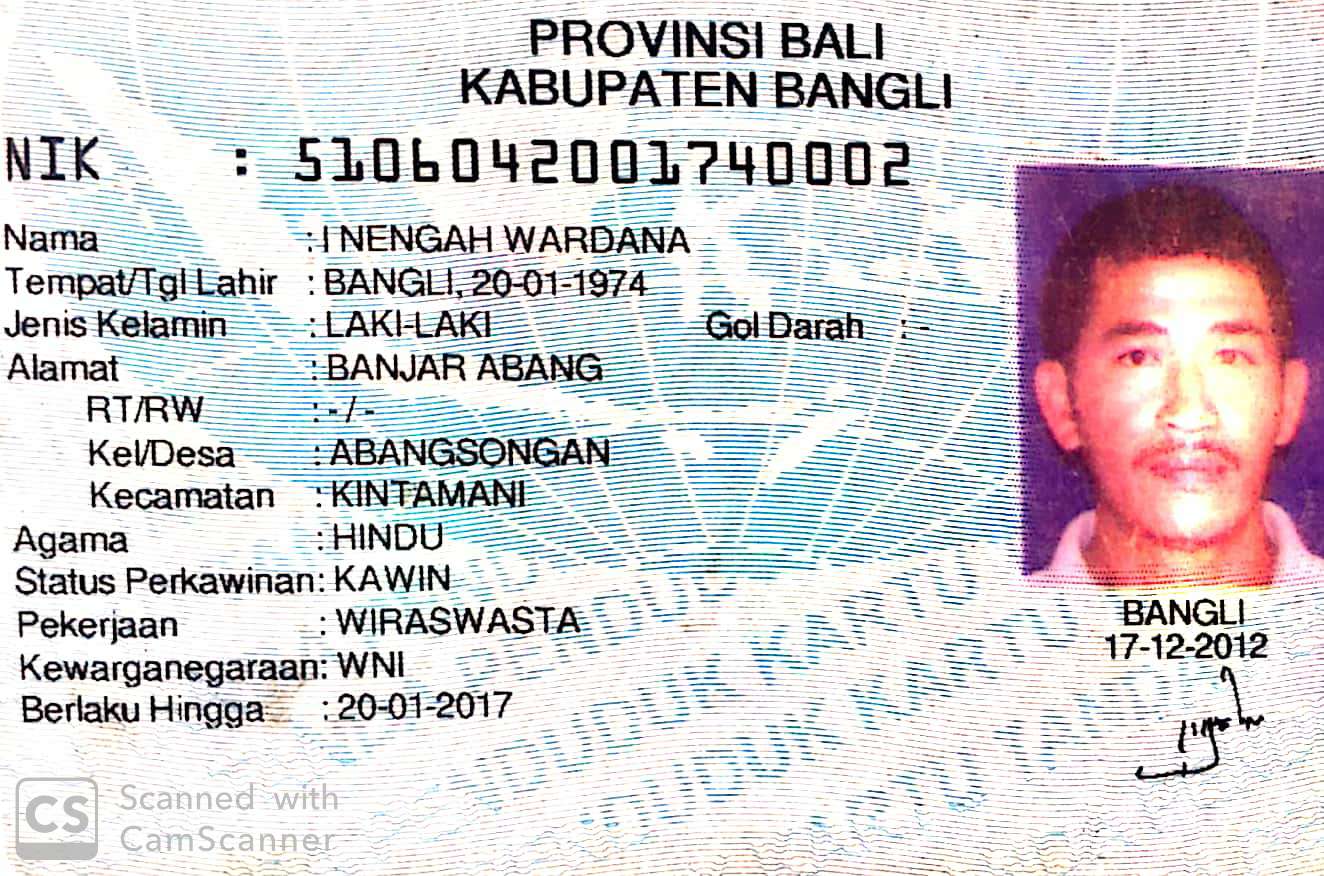 PROVINSI BALI
KABUPATEN BANGLI
NIK : 5106042001740002
Nama : I NENGAH WARDANA
Tempat/Tgl Lahir : BANGLI, 20-01-1974
Jenis Kelamin : LAKI-LAKI Gol Darah : -
Alamat : BANJAR ABANG
RT/RW : - / -
Kel/Desa : ABANGSONGAN
Kecamatan : KINTAMANI
Agama : HINDU
Status Perkawinan: KAWIN
Pekerjaan : WIRASWASTA
Kewarganegaraan: WNI
Berlaku Hingga : 20-01-2017
BANGLI
17-12-2012
CS Scanned with
CamScanner